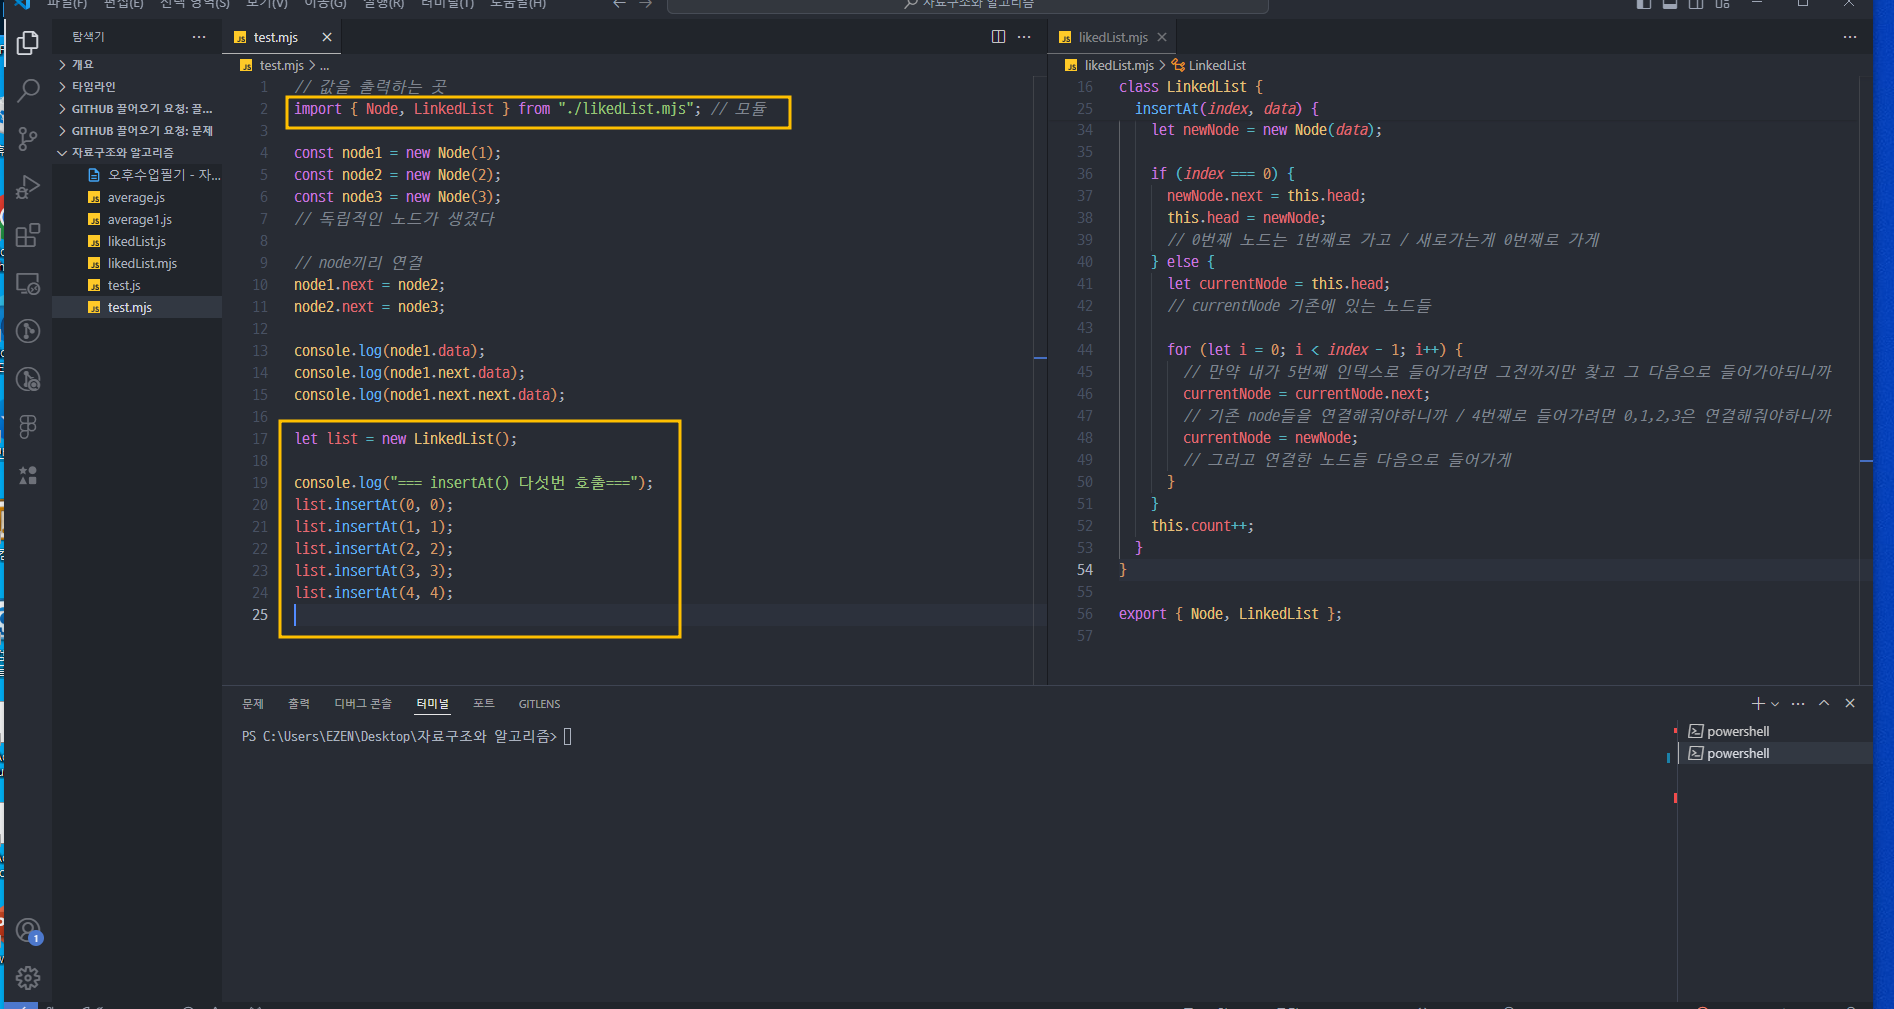 파일(F) 편집(E) 선택 영역(S) 보기(V) 이동(G) 실행(R) 터미널(T) 도움말(H)
자료구조와 알고리즘
탐색기
개요
타임라인
GITHUB 끌어오기 요청: 끌...
GITHUB 끌어오기 요청: 문제
자료구조와 알고리즘
오후수업필기 - 자...
average.js
average1.js
likedList.js
likedList.mjs
test.js
test.mjs
1
test.mjs
test.mjs > ...
1 // 값을 출력하는 곳
2 import { Node, LinkedList } from "./likedList.mjs"; // 모듈
3
4 const node1 = new Node(1);
5 const node2 = new Node(2);
6 const node3 = new Node(3);
7 // 독립적인 노드가 생겼다
8
9 // node끼리 연결
10 node1.next = node2;
11 node2.next = node3;
12
13 console.log(node1.data);
14 console.log(node1.next.data);
15 console.log(node1.next.next.data);
16
17 let list = new LinkedList();
18
19 console.log("=== insertAt() 다섯번 호출===");
20 list.insertAt(0, 0);
21 list.insertAt(1, 1);
22 list.insertAt(2, 2);
23 list.insertAt(3, 3);
24 list.insertAt(4, 4);
25
likedList.mjs
likedList.mjs > LinkedList
16 class LinkedList {
25 insertAt(index, data) {
34 let newNode = new Node(data);
35
36 if (index === 0) {
37 newNode.next = this.head;
38 this.head = newNode;
39 // 0번째 노드는 1번째로 가고 / 새로가는게 0번째로 가게
40 } else {
41 let currentNode = this.head;
42 // currentNode 기존에 있는 노드들
43
44 for (let i = 0; i < index - 1; i++) {
45 // 만약 내가 5번째 인덱스로 들어가려면 그전까지만 찾고 그 다음으로 들어가야되니까
46 currentNode = currentNode.next;
47 // 기존 node들을 연결해줘야하니까 / 4번째로 들어가려면 0,1,2,3은 연결해줘야하니까
48 currentNode = newNode;
49 // 그러고 연결한 노드들 다음으로 들어가게
50 }
51 }
52 this.count++;
53 }
54 }
55
56 export { Node, LinkedList };
57
문제 출력 디버그 콘솔 터미널 포트 GITLENS
PS C:\Users\EZEN\Desktop\자료구조와 알고리즘>
powershell
powershell